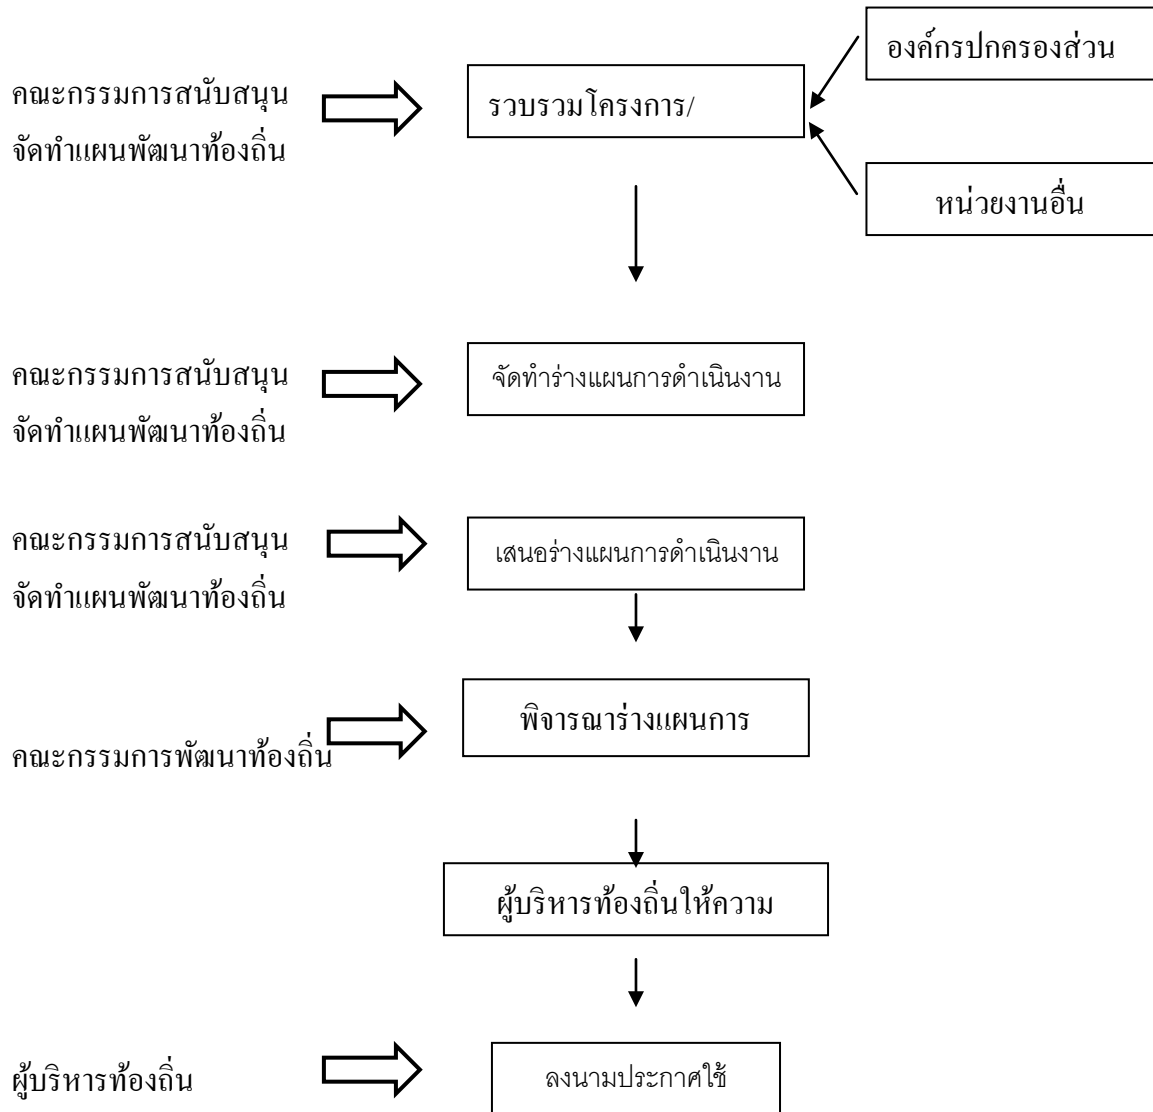 องค์กรปกครองส่วน
คณะกรรมการสนับสนุน
จัดทำแผนพัฒนาท้องถิ่น
รวบรวมโครงการ/
หน่วยงานอื่น
คณะกรรมการสนับสนุน
จัดทำแผนพัฒนาท้องถิ่น
จัดทำร่างแผนการดำเนินงาน
คณะกรรมการสนับสนุน
จัดทำแผนพัฒนาท้องถิ่น
เสนอร่างแผนการดำเนินงาน
คณะกรรมการพัฒนาท้องถิ่น
พิจารณาร่างแผนการ
ผู้บริหารท้องถิ่นให้ความ
ผู้บริหารท้องถิ่น
ลงนามประกาศใช้